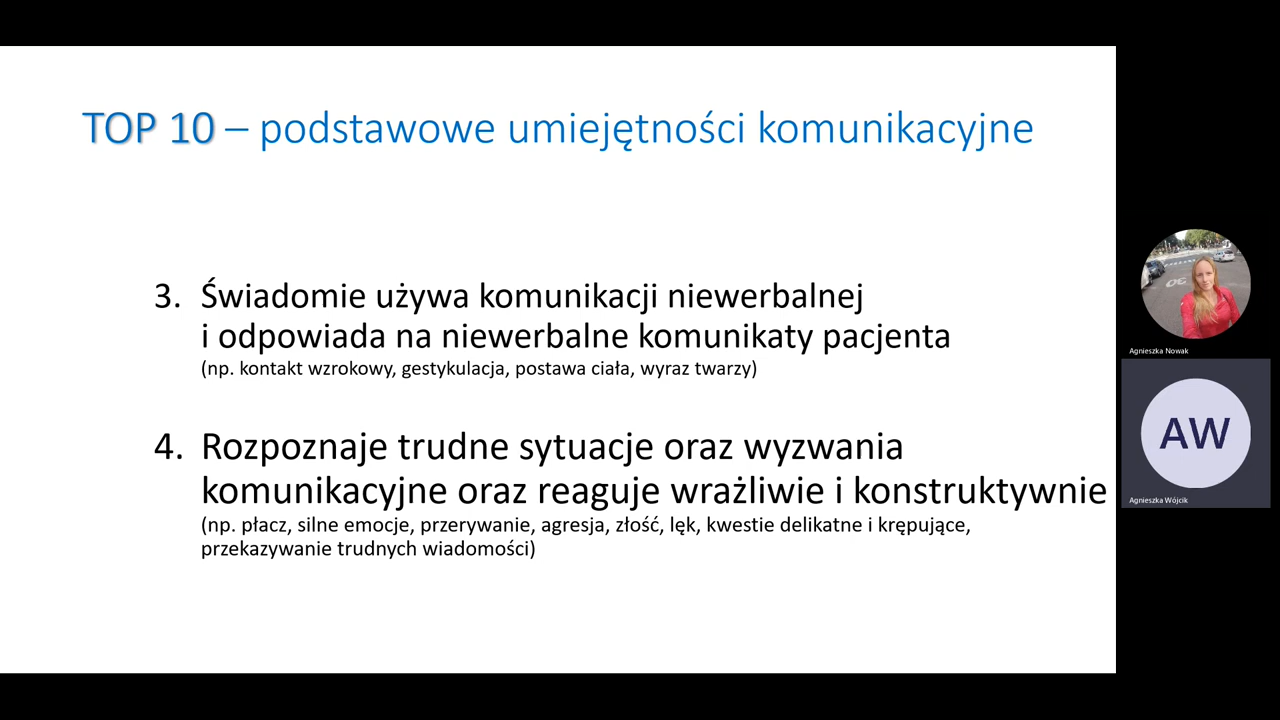 TOP 10 – podstawowe umiejętności komunikacyjne
3. Świadomie używa komunikacji niewerbalnej
i odpowiada na niewerbalne komunikaty pacjenta
(np. kontakt wzrokowy, gestykulacja, postawa ciała, wyraz twarzy)
4. Rozpoznaje trudne sytuacje oraz wyzwania
komunikacyjne oraz reaguje wrażliwie i konstruktywnie
(np. płacz, silne emocje, przerywanie, agresja, złość, lęk, kwestie delikatne i krępujące,
przekazywanie trudnych wiadomości)
Agnieszka Nowak
AW
Agnieszka Wójcik